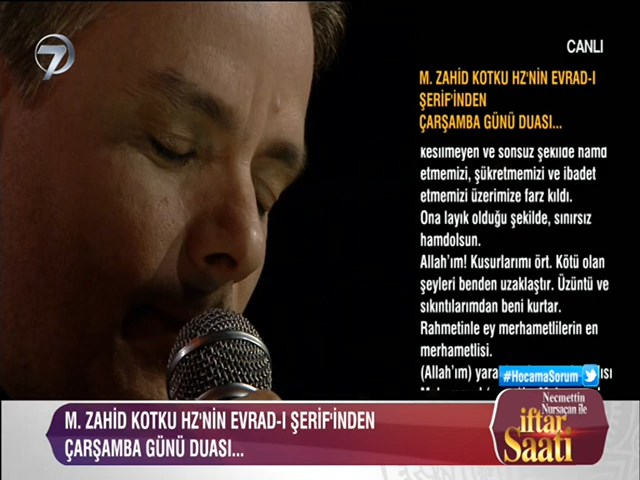 7
CANLI
M. ZAHİD KOTKU HZ'NİN EVRAD-I
ŞERİF'İNDEN
ÇARŞAMBA GÜNÜ DUASI...
kesilmeyen ve sonsuz şekilde hamd
etmemizi, şükretmemizi ve ibadet
etmemizi üzerimize farz kıldı.
Ona layık olduğu şekilde, sınırsız
hamdolsun.
Allah'ım! Kusurlarımı ört. Kötü olan
şeyleri benden uzaklaştır. Üzüntü ve
sıkıntılarımdan beni kurtar.
Rahmetinle ey merhametlilerin en
merhametlisi.
(Allah'ım)
#HocamaSorum
M. ZAHİD KOTKU HZ'NİN EVRAD-I ŞERİF'İNDEN
ÇARŞAMBA GÜNÜ DUASI...
Necmettin
Nursaçan ile
iftar
Saati